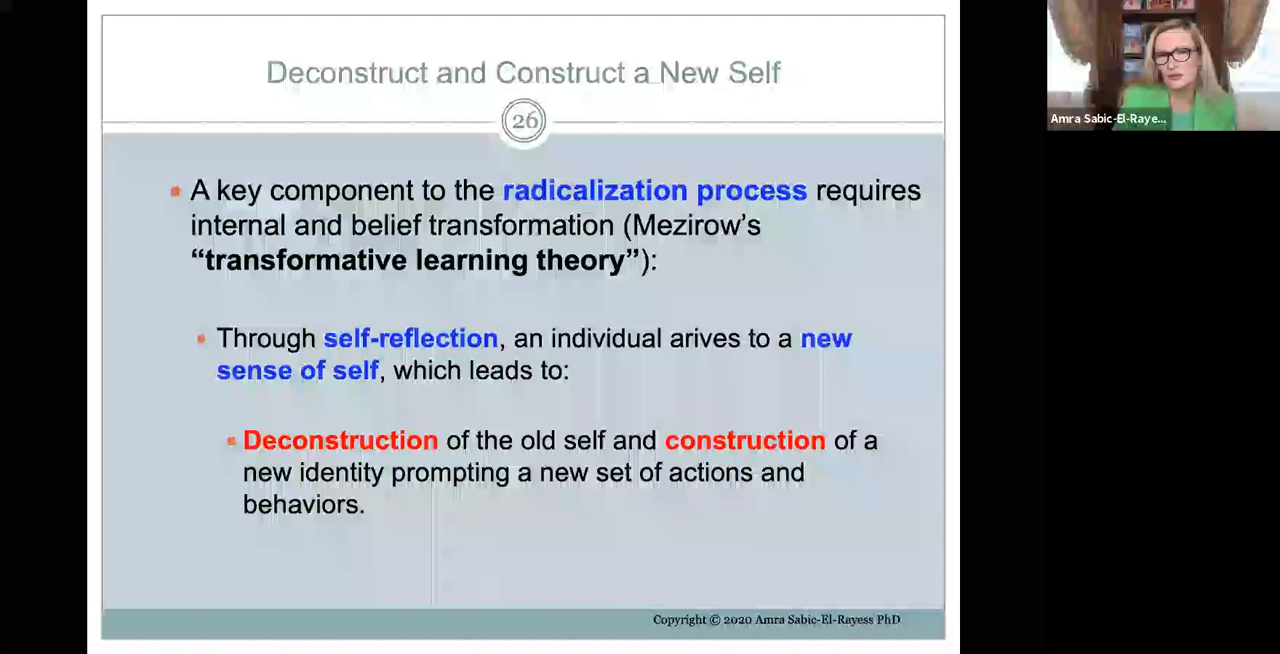 Deconstruct and Construct a New Self
26
A key component to the radicalization process requires
internal and belief transformation (Mezirow's
“transformative learning theory”):
Through self-reflection, an individual arives to a new
sense of self, which leads to:
Deconstruction of the old self and construction of a
new identity prompting a new set of actions and
behaviors.
Copyright © 2020 Amra Sabic-El-Rayess PhD
Amra Sabic-El-Raye...